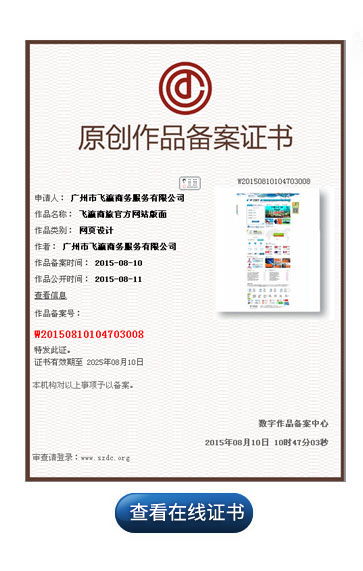 原创作品备案证书
W20150810104703008
申请人： 广州市飞瀛商务服务有限公司
作品名称： 飞瀛商旅官方网站版面
作品类别： 网页设计
作者： 广州市飞瀛商务服务有限公司
作品备案时间： 2015-08-10
作品公开时间： 2015-08-11
查看信息
作品备案号：
W20150810104703008
特发此证。
证书有效期至 2025年08月10日
本机构对以上事项予以备案。
数字作品备案中心
2015年08月10日 10时47分03秒
审查请登录：www.szdc.org
查看在线证书